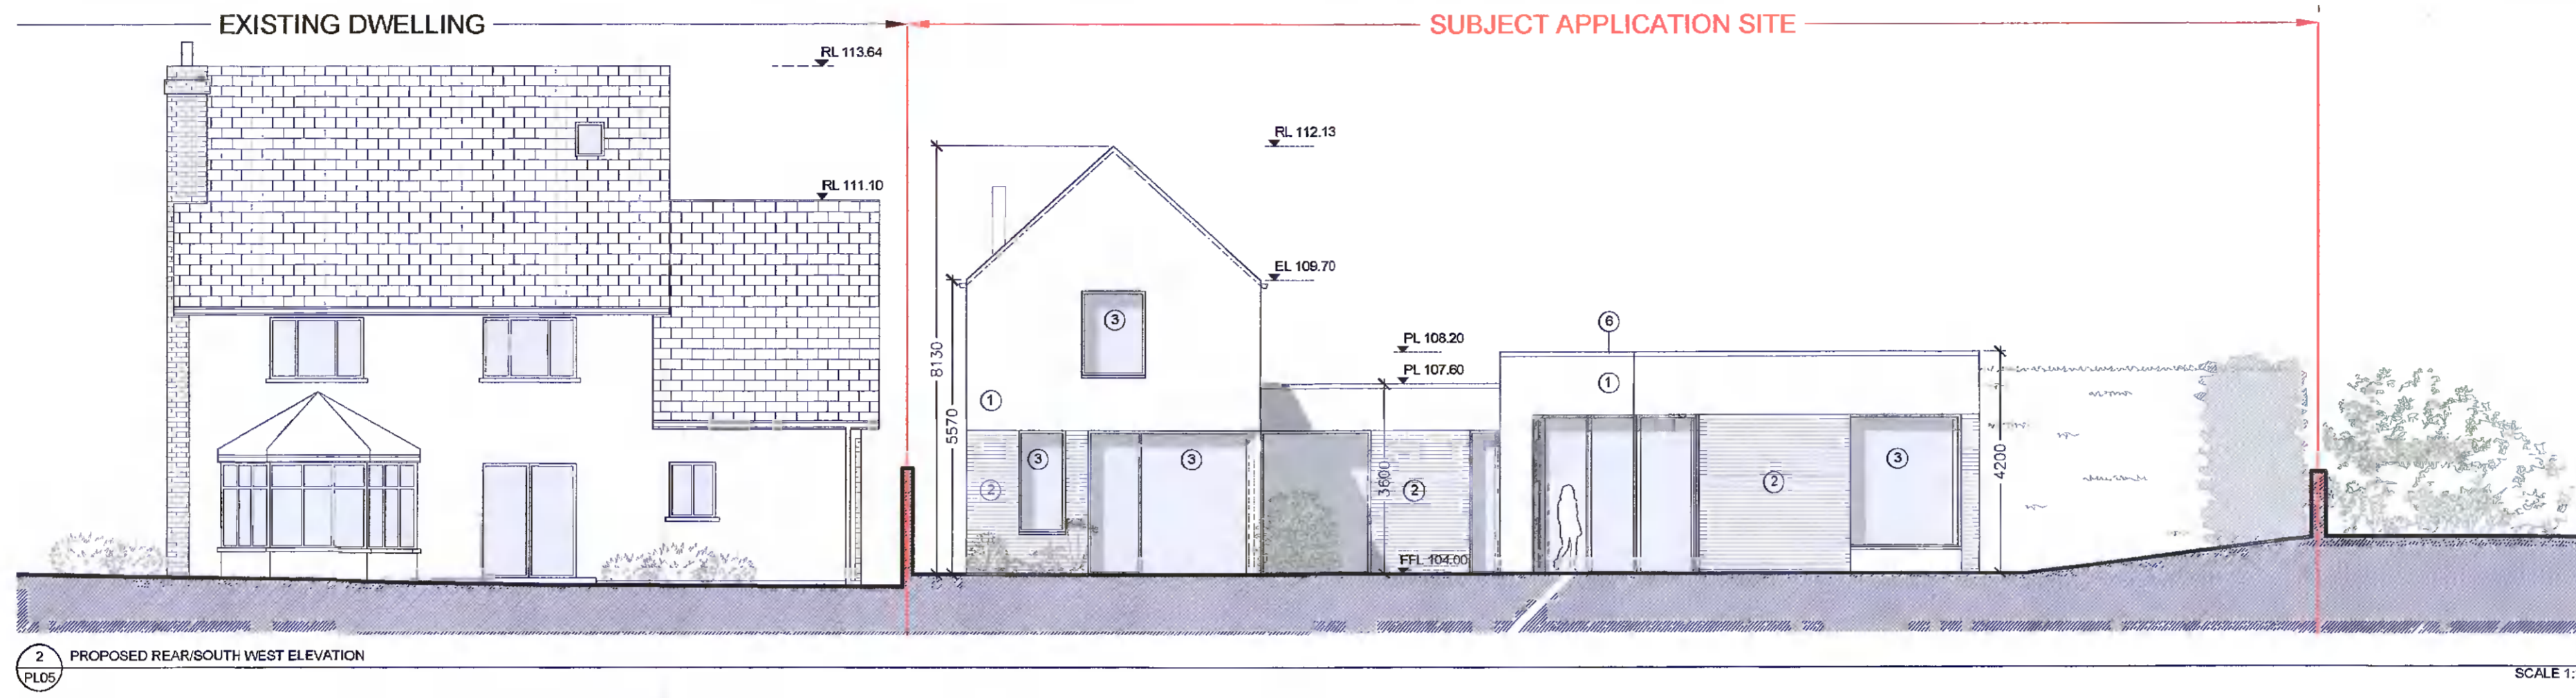 EXISTING DWELLING
SUBJECT APPLICATION SITE
RL 113.64
RL 112.13
RL 111.10
EL 109.70
3
6
PL 108.20
8130
PL 107.60
1
1
5570
3
3
3
2
3600
2
2
4200
FFL 104.00
2 PROPOSED REAR/SOUTH WEST ELEVATION
PL05
SCALE 1: